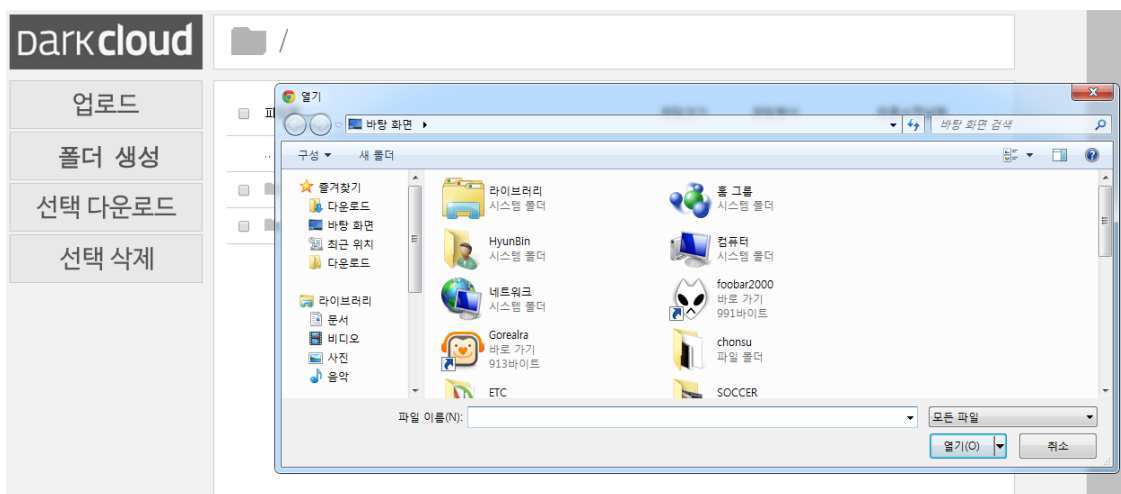 Darkcloud
/
업로드
폴더 생성
선택 다운로드
선택 삭제
열기
바탕 화면
바탕 화면 검색
구성
새 폴더
..
즐겨찾기
다운로드
바탕 화면
최근 위치
다운로드
라이브러리
문서
비디오
사진
음악
라이브러리
시스템 폴더
홈 그룹
시스템 폴더
HyunBin
시스템 폴더
컴퓨터
시스템 폴더
네트워크
시스템 폴더
foobar2000
바로 가기
991바이트
Gorealra
바로 가기
913바이트
chonsu
파일 폴더
ETC
SOCCER
파일 이름(N):
모든 파일
열기(O)
취소